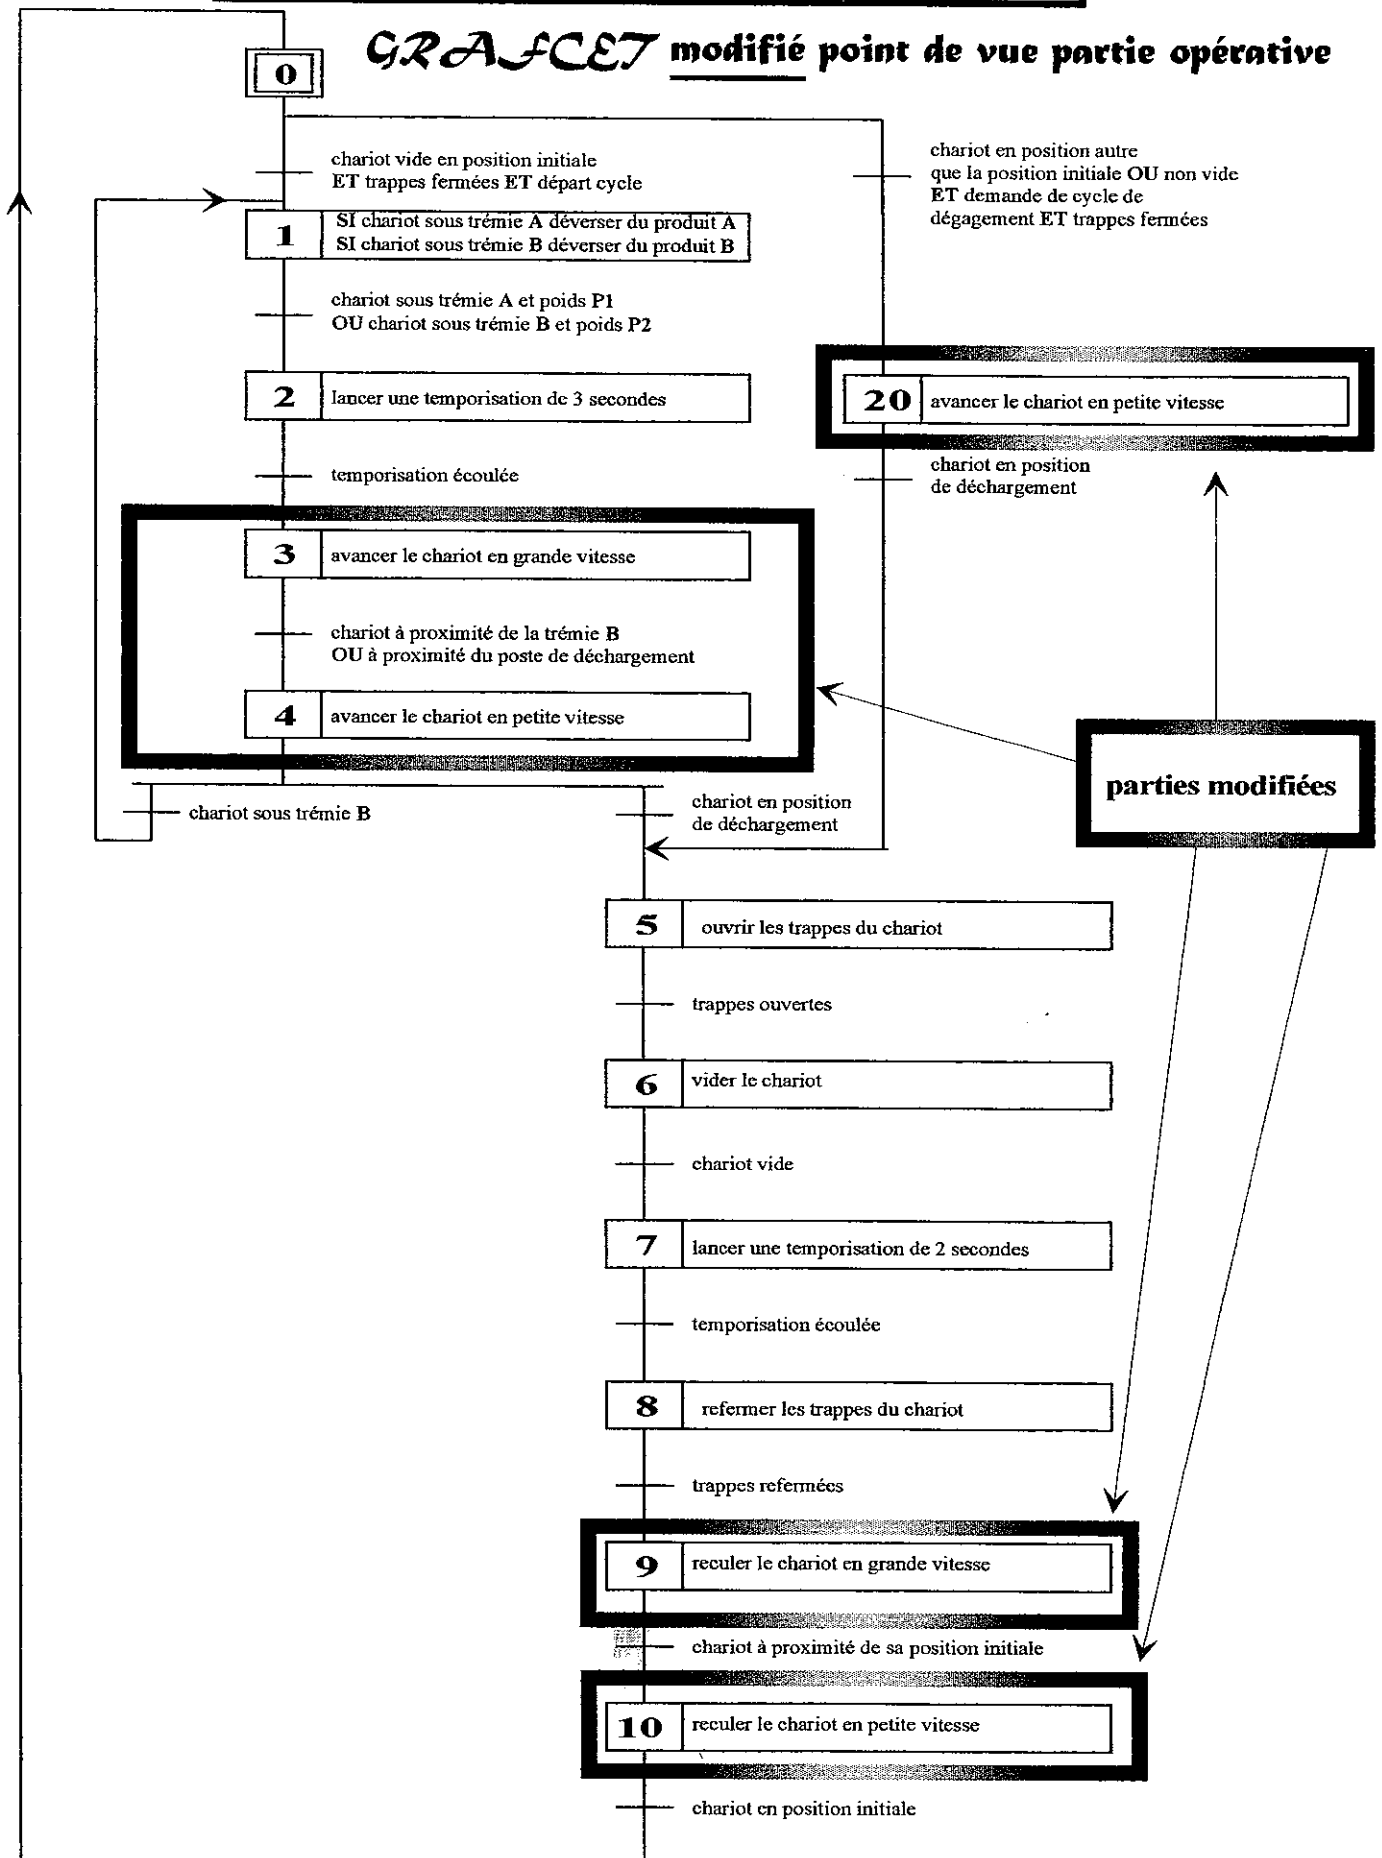 GRAFCET modifié point de vue partie opérative
0
chariot vide en position initiale
ET trappes fermées ET départ cycle
chariot en position autre
que la position initiale OU non vide
ET demande de cycle de
dégagement ET trappes fermées
1
SI chariot sous trémie A déverser du produit A
SI chariot sous trémie B déverser du produit B
chariot sous trémie A et poids P1
OU chariot sous trémie B et poids P2
2 lancer une temporisation de 3 secondes
20 avancer le chariot en petite vitesse
temporisation écoulée
chariot en position
de déchargement
3 avancer le chariot en grande vitesse
chariot à proximité de la trémie B
OU à proximité du poste de déchargement
4 avancer le chariot en petite vitesse
parties modifiées
chariot sous trémie B
chariot en position
de déchargement
5 ouvrir les trappes du chariot
trappes ouvertes
6 vider le chariot
chariot vide
7 lancer une temporisation de 2 secondes
temporisation écoulée
8 refermer les trappes du chariot
trappes refermées
9 reculer le chariot en grande vitesse
chariot à proximité de sa position initiale
10 reculer le chariot en petite vitesse
chariot en position initiale